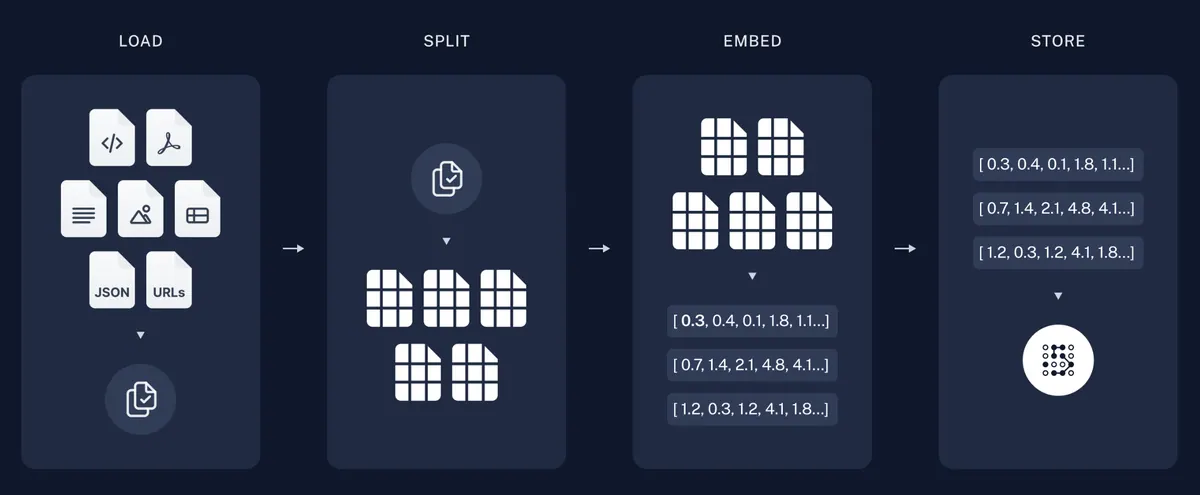 LOAD
SPLIT
EMBED
STORE
JSON
URLs
[ 0.3, 0.4, 0.1, 1.8, 1.1...]
[ 0.7, 1.4, 2.1, 4.8, 4.1...]
[ 1.2, 0.3, 1.2, 4.1, 1.8...]
[ 0.3, 0.4, 0.1, 1.8, 1.1...]
[ 0.7, 1.4, 2.1, 4.8, 4.1...]
[ 1.2, 0.3, 1.2, 4.1, 1.8...]